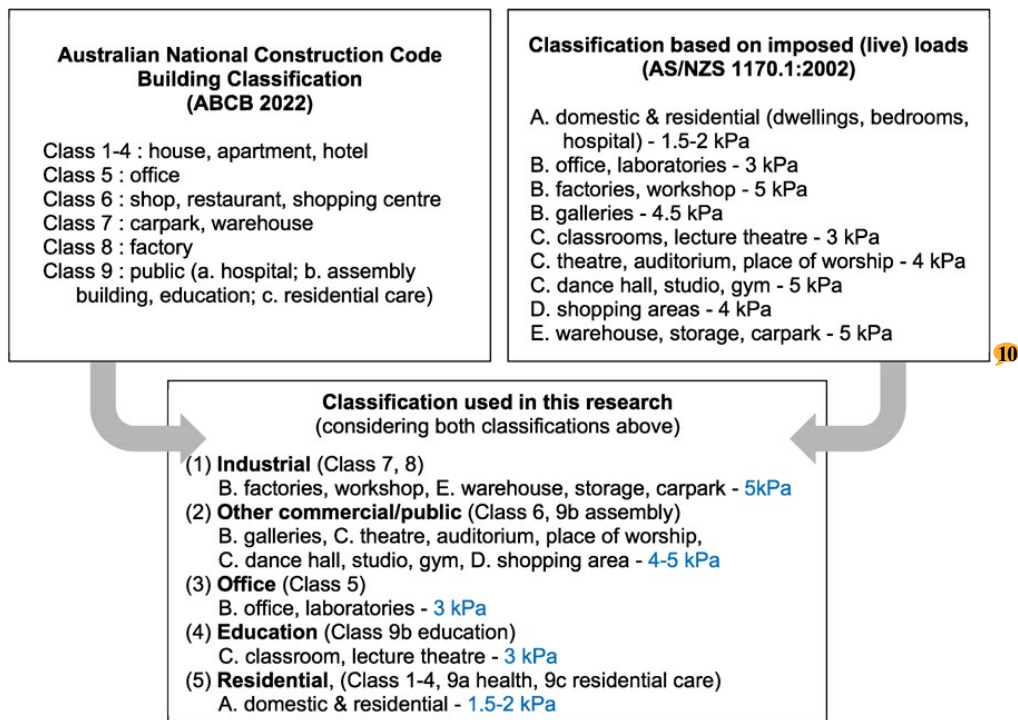 Australian National Construction Code
Building Classification
(ABCB 2022)
Class 1-4 : house, apartment, hotel
Class 5 : office
Class 6 : shop, restaurant, shopping centre
Class 7 : carpark, warehouse
Class 8 : factory
Class 9 : public (a. hospital; b. assembly
building, education; c. residential care)
Classification based on imposed (live) loads
(AS/NZS 1170.1:2002)
A. domestic & residential (dwellings, bedrooms,
hospital) - 1.5-2 kPa
B. office, laboratories - 3 kPa
B. factories, workshop - 5 kPa
B. galleries - 4.5 kPa
C. classrooms, lecture theatre - 3 kPa
C. theatre, auditorium, place of worship - 4 kPa
C. dance hall, studio, gym - 5 kPa
D. shopping areas - 4 kPa
E. warehouse, storage, carpark - 5 kPa
10
Classification used in this research
(considering both classifications above)
(1) Industrial (Class 7, 8)
B. factories, workshop, E. warehouse, storage, carpark - 5kPa
(2) Other commercial/public (Class 6, 9b assembly)
B. galleries, C. theatre, auditorium, place of worship,
C. dance hall, studio, gym, D. shopping area - 4-5 kPa
(3) Office (Class 5)
B. office, laboratories - 3 kPa
(4) Education (Class 9b education)
C. classroom, lecture theatre - 3 kPa
(5) Residential, (Class 1-4, 9a health, 9c residential care)
A. domestic & residential - 1.5-2 kPa